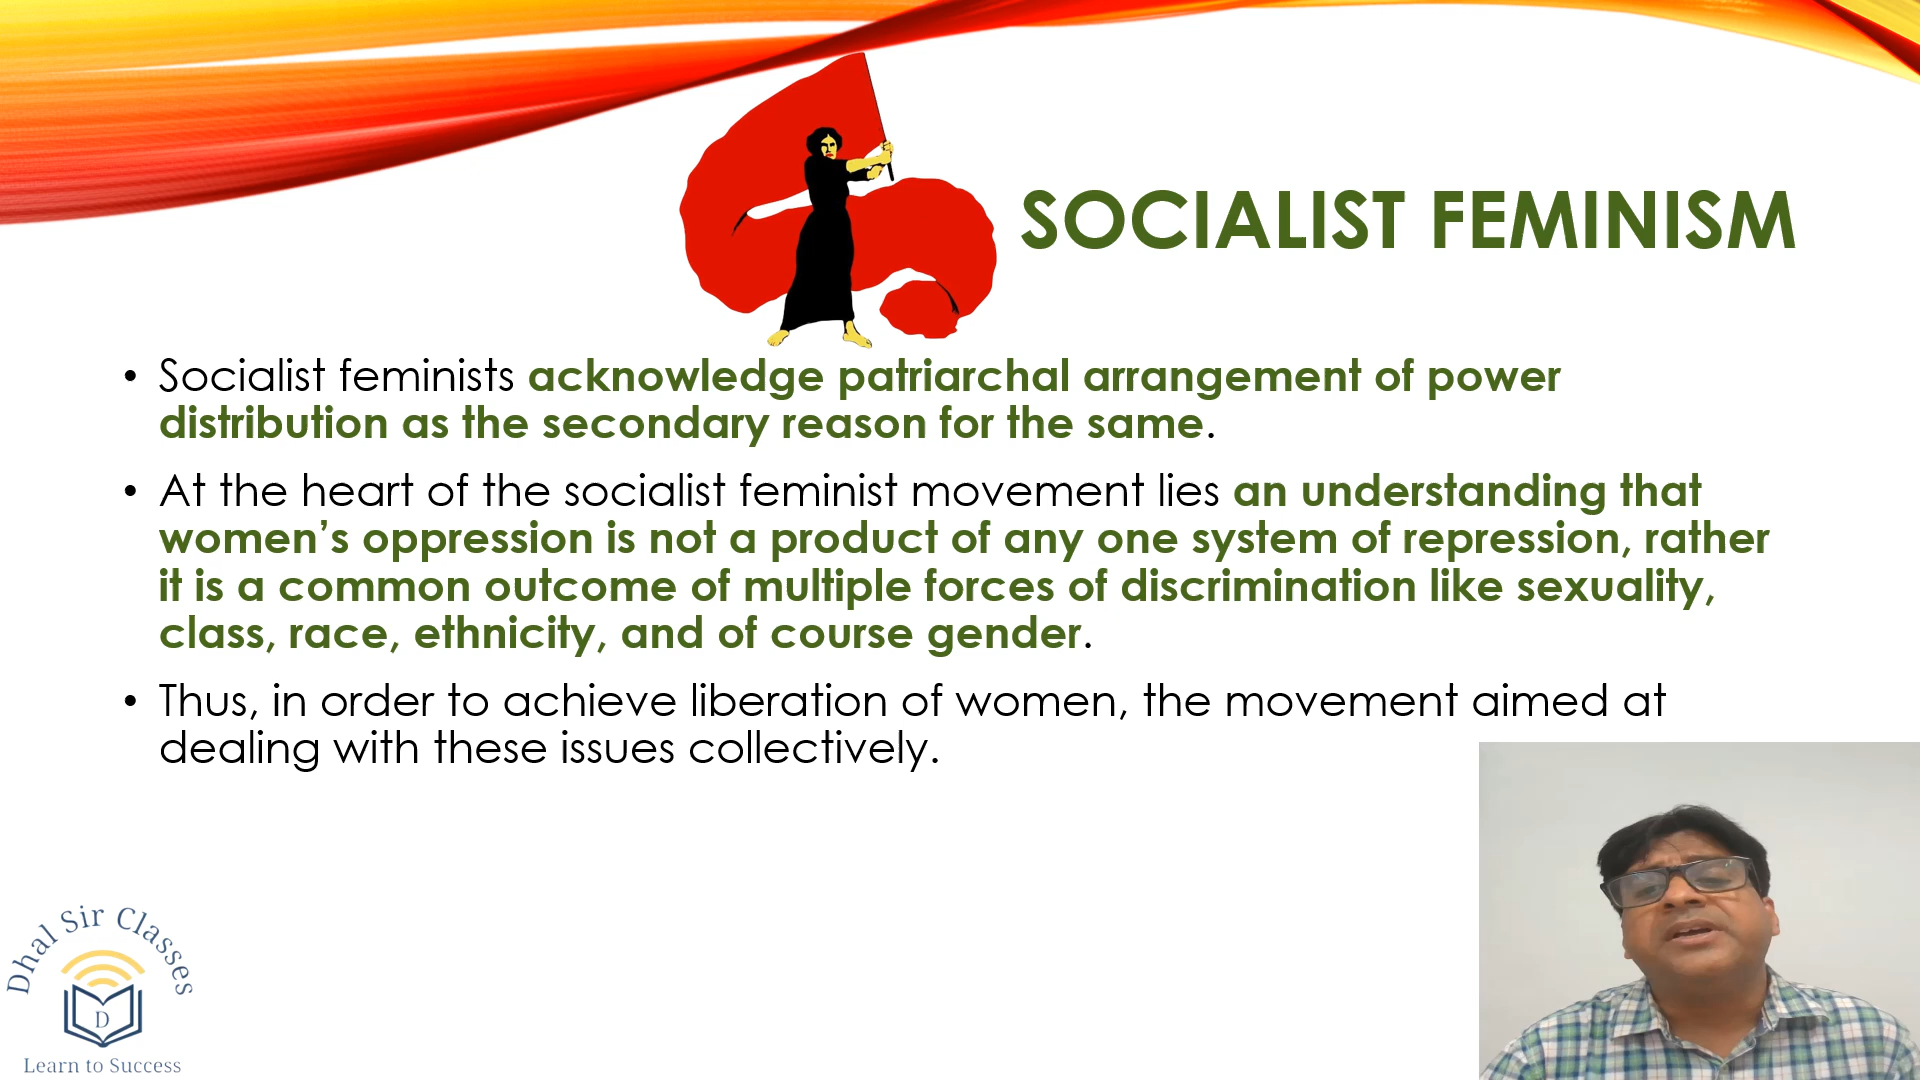 SOCIALIST FEMINISM
• Socialist feminists acknowledge patriarchal arrangement of power
distribution as the secondary reason for the same.
• At the heart of the socialist feminist movement lies an understanding that
women’s oppression is not a product of any one system of repression, rather
it is a common outcome of multiple forces of discrimination like sexuality,
class, race, ethnicity, and of course gender.
• Thus, in order to achieve liberation of women, the movement aimed at
dealing with these issues collectively.
Dhal Sir Classes
D
Learn to Success